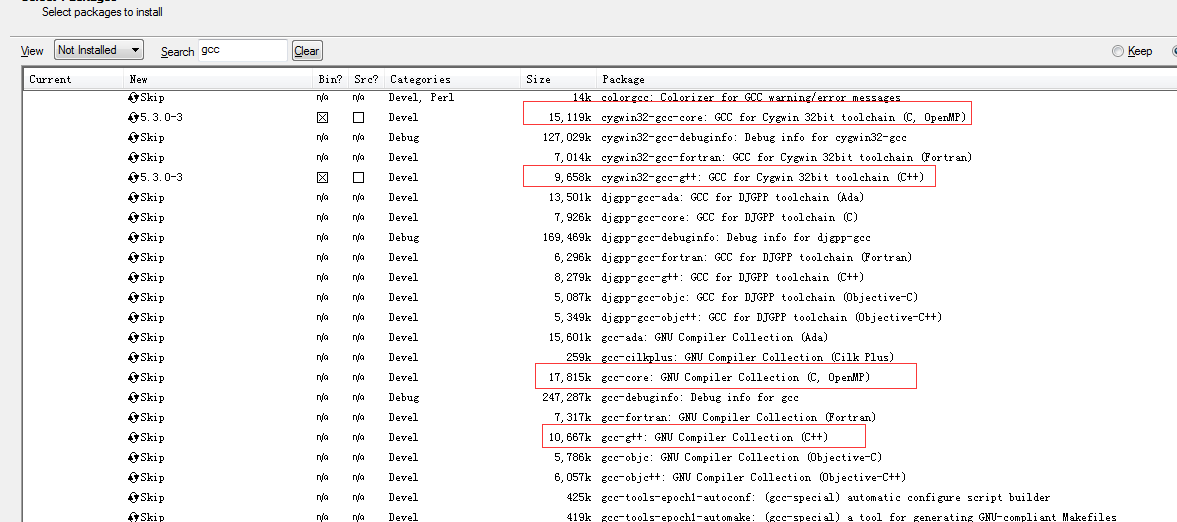 Select packages to install
View Not Installed Search gcc Clear Keep
Current New Bin? Src? Categories Size Package
Skip n/a n/a Devel, Perl 14k colorgcc: Colorizer for GCC warning/error messages
5.3.0-3 Devel 15,119k cygwin32-gcc-core: GCC for Cygwin 32bit toolchain (C, OpenMP)
Skip n/a n/a Debug 127,029k cygwin32-gcc-debuginfo: Debug info for cygwin32-gcc
Skip n/a n/a Devel 7,014k cygwin32-gcc-fortran: GCC for Cygwin 32bit toolchain (Fortran)
5.3.0-3 Devel 9,658k cygwin32-gcc-g++: GCC for Cygwin 32bit toolchain (C++)
Skip n/a n/a Devel 13,501k djgpp-gcc-ada: GCC for DJGPP toolchain (Ada)
Skip n/a n/a Devel 7,926k djgpp-gcc-core: GCC for DJGPP toolchain (C)
Skip n/a n/a Debug 169,469k djgpp-gcc-debuginfo: Debug info for djgpp-gcc
Skip n/a n/a Devel 6,296k djgpp-gcc-fortran: GCC for DJGPP toolchain (Fortran)
Skip n/a n/a Devel 8,279k djgpp-gcc-g++: GCC for DJGPP toolchain (C++)
Skip n/a n/a Devel 5,087k djgpp-gcc-objc: GCC for DJGPP toolchain (Objective-C)
Skip n/a n/a Devel 5,349k djgpp-gcc-objc++: GCC for DJGPP toolchain (Objective-C++)
Skip n/a n/a Devel 15,601k gcc-ada: GNU Compiler Collection (Ada)
Skip n/a n/a Devel 259k gcc-cilkplus: GNU Compiler Collection (Cilk Plus)
Skip n/a n/a Devel 17,815k gcc-core: GNU Compiler Collection (C, OpenMP)
Skip n/a n/a Debug 247,287k gcc-debuginfo: Debug info for gcc
Skip n/a n/a Devel 7,317k gcc-fortran: GNU Compiler Collection (Fortran)
Skip n/a n/a Devel 10,667k gcc-g++: GNU Compiler Collection (C++)
Skip n/a n/a Devel 5,786k gcc-objc: GNU Compiler Collection (Objective-C)
Skip n/a n/a Devel 6,057k gcc-objc++: GNU Compiler Collection (Objective-C++)
Skip n/a n/a Devel 425k gcc-tools-epoch1-autoconf: (gcc-special) automatic configure script builder
Skip n/a n/a Devel 419k gcc-tools-epoch1-automake: (gcc-special) a tool for generating GNU-compliant Makefiles